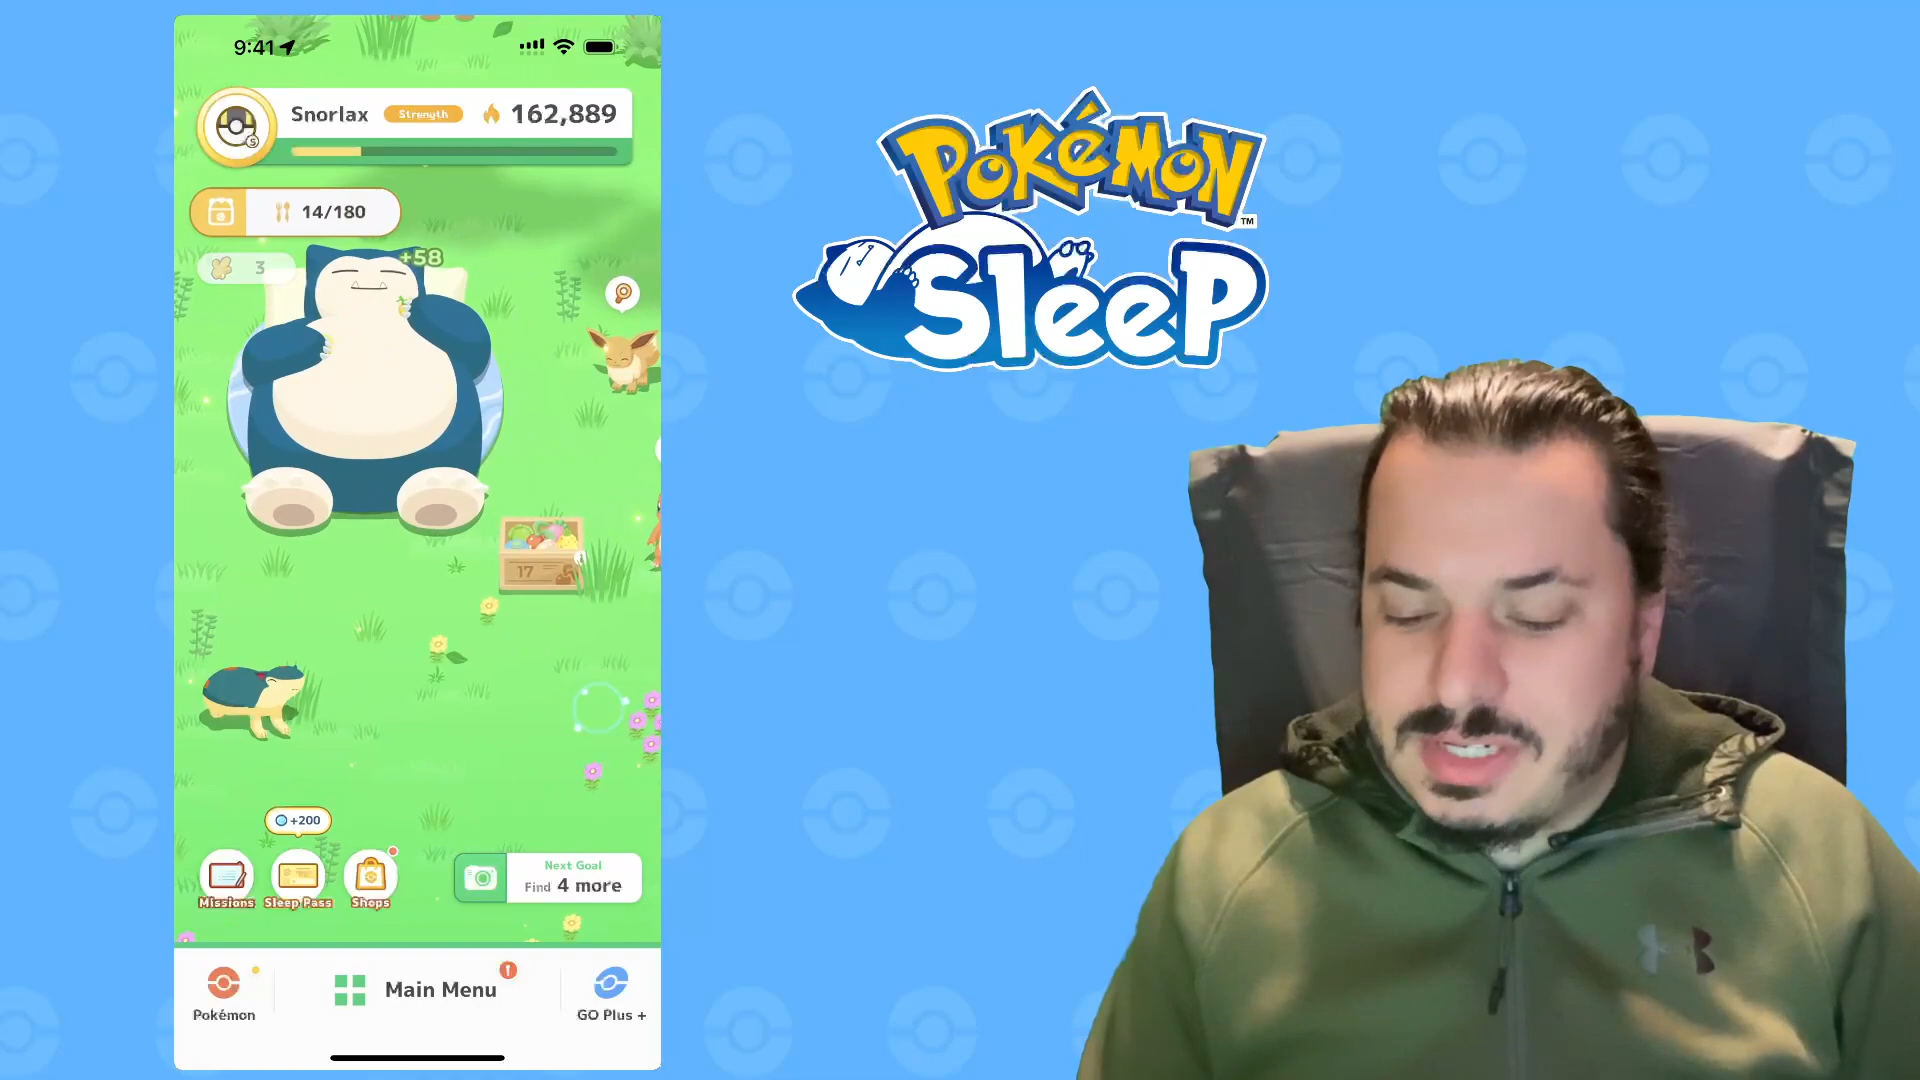 9:41
Snorlax Strength 162,889
14/180
3
+58
17
+200
Missions Sleep Pass Shops
Next Goal
Find 4 more
Pokémon
Main Menu
GO Plus +
POKéMON
TM
Sleep